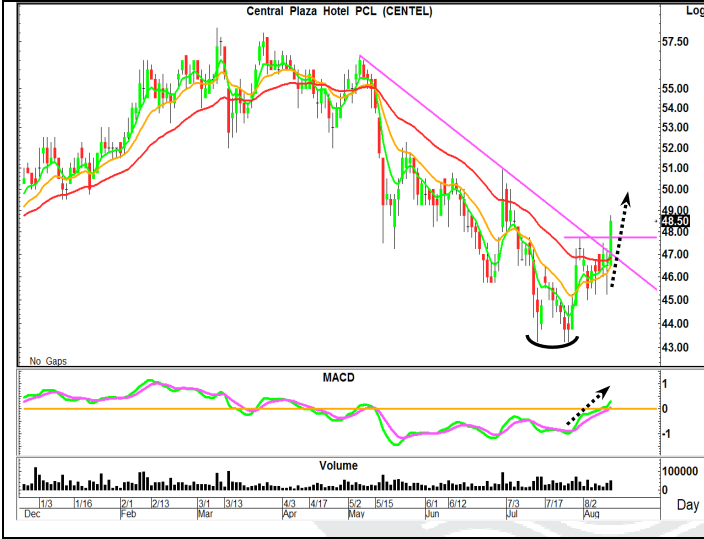 Central Plaza Hotel PCL (CENTEL)
Log
57.50
55.00
54.00
53.00
52.00
51.00
50.00
49.00
48.50
48.00
47.00
46.00
45.00
44.00
43.00
No Gaps
MACD
1
0
-1
Volume
100000
0
1/3 1/16 2/1 2/13 3/1 3/13 4/3 4/17 5/2 5/15 6/1 6/12 7/3 7/17 8/2
Dec Feb Mar Apr May Jun Jul Aug
Day